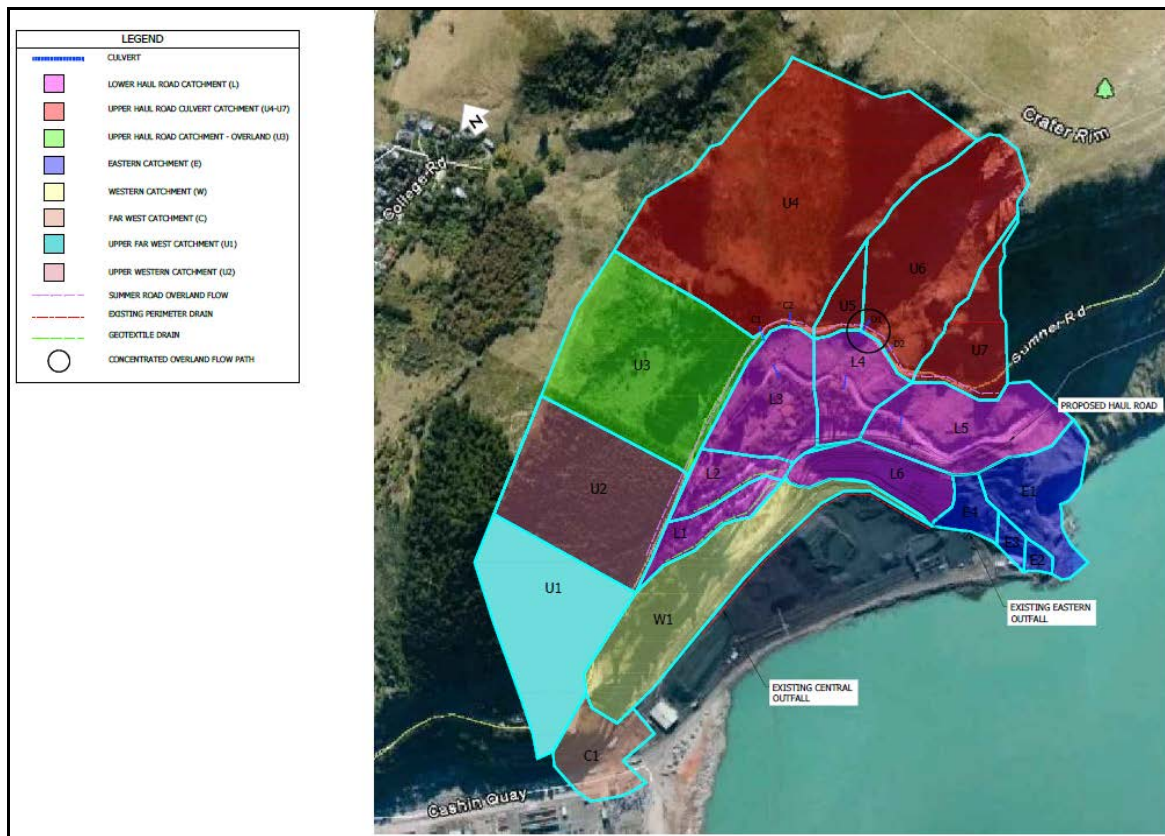 LEGEND
CULVERT
LOWER HAUL ROAD CATCHMENT (L)
UPPER HAUL ROAD CULVERT CATCHMENT (U4-U7)
UPPER HAUL ROAD CATCHMENT - OVERLAND (U3)
EASTERN CATCHMENT (E)
WESTERN CATCHMENT (W)
FAR WEST CATCHMENT (C)
UPPER FAR WEST CATCHMENT (U1)
UPPER WESTERN CATCHMENT (U2)
SUMMER ROAD OVERLAND FLOW
EXISTING PERIMETER DRAIN
GEOTEXTILE DRAIN
CONCENTRATED OVERLAND FLOW PATH
N
College Rd
Crater Rim
Sumner Rd
U4
U6
U5
U7
C1
C2
D1
D2
U3
L3
L4
L5
PROPOSED HAUL ROAD
L2
L6
U2
L1
E1
E4
E3
E2
U1
W1
EXISTING EASTERN
OUTFALL
EXISTING CENTRAL
OUTFALL
C1
Cashin Quay